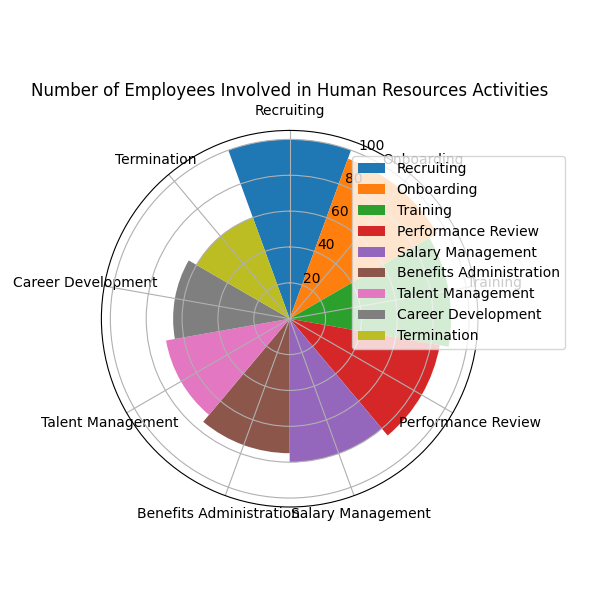 Number of Employees Involved in Human Resources Activities
Recruiting
Termination
100
Onboarding
80
60
40
20
Recruiting
Onboarding
Training
Performance Review
Salary Management
Benefits Administration
Talent Management
Career Development
Termination
Training
Career Development
Talent Management
Performance Review
Benefits Administration
Salary Management